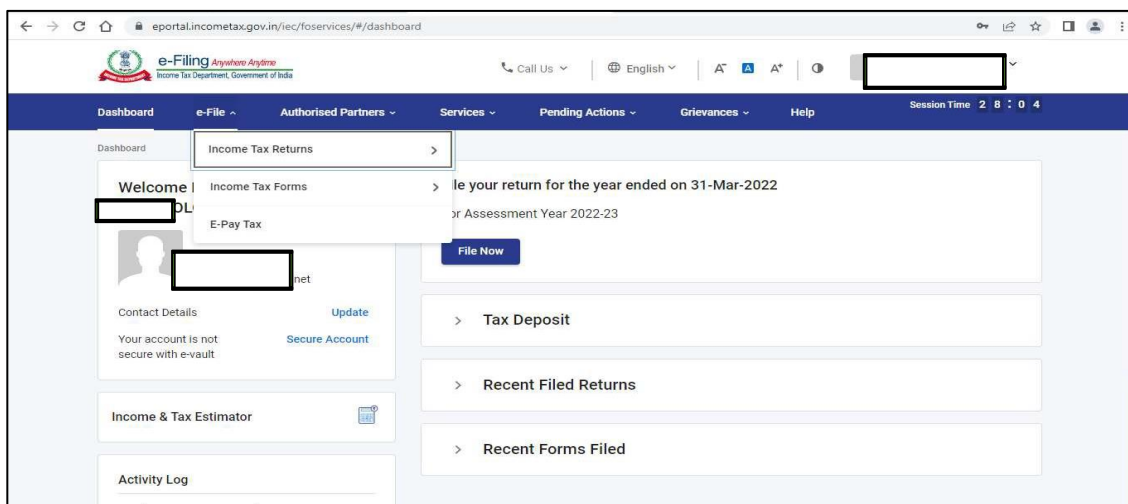 eportal.incometax.gov.in/iec/foservices/#/dashboard
e-Filing Anywhere Anytime
Income Tax Department, Government of India
Call Us
English
A-
A
A+
Dashboard
e-File
Authorised Partners
Services
Pending Actions
Grievances
Help
Session Time 2 8 : 0 4
Dashboard
Income Tax Returns
Income Tax Forms
E-Pay Tax
Welcome
net
Contact Details
Update
Your account is not
secure with e-vault
Secure Account
Income & Tax Estimator
Activity Log
your return for the year ended on 31-Mar-2022
Assessment Year 2022-23
File Now
Tax Deposit
Recent Filed Returns
Recent Forms Filed